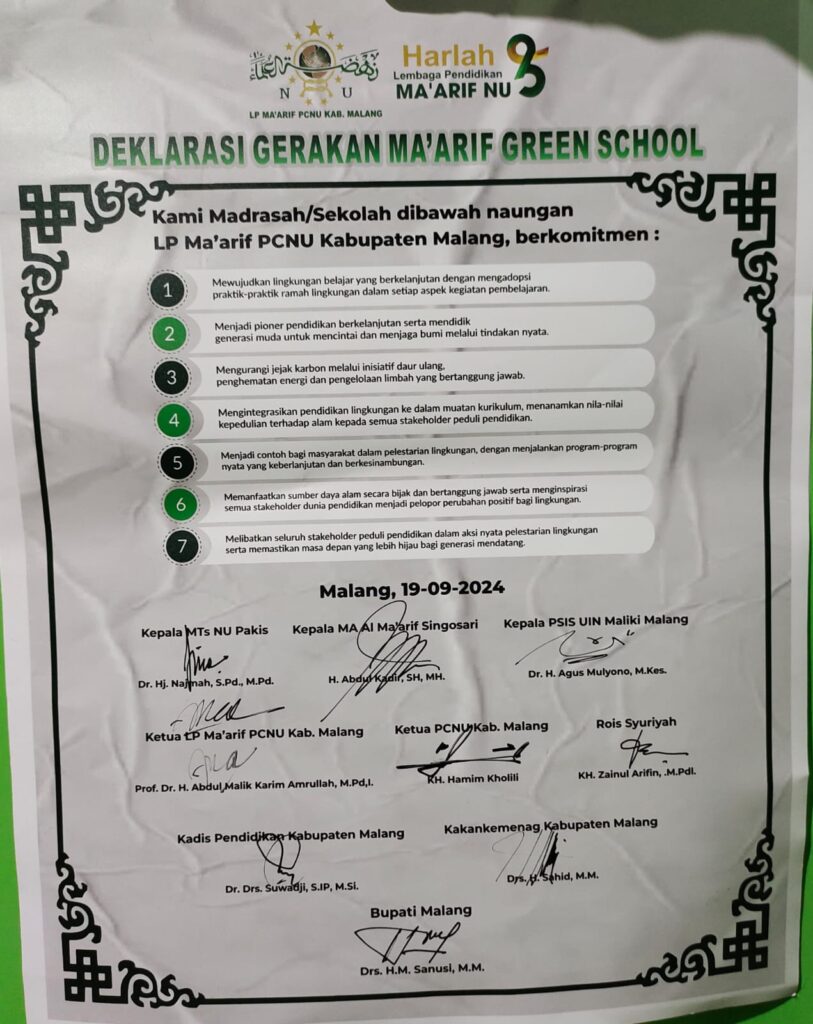 نهضة العلماء
N U
LP MA'ARIF PCNU KAB. MALANG
Harlah 95
Lembaga Pendidikan
MA'ARIF NU
DEKLARASI GERAKAN MA'ARIF GREEN SCHOOL
Kami Madrasah/Sekolah dibawah naungan
LP Ma'arif PCNU Kabupaten Malang, berkomitmen :
1 Mewujudkan lingkungan belajar yang berkelanjutan dengan mengadopsi
praktik-praktik ramah lingkungan dalam setiap aspek kegiatan pembelajaran.
2 Menjadi pioner pendidikan berkelanjutan serta mendidik
generasi muda untuk mencintai dan menjaga bumi melalui tindakan nyata.
3 Mengurangi jejak karbon melalui inisiatif daur ulang,
penghematan energi dan pengelolaan limbah yang bertanggung jawab.
4 Mengintegrasikan pendidikan lingkungan ke dalam muatan kurikulum, menanamkan nila-nilai
kepedulian terhadap alam kepada semua stakeholder peduli pendidikan.
5 Menjadi contoh bagi masyarakat dalam pelestarian lingkungan, dengan menjalankan program-program
nyata yang keberlanjutan dan berkesinambungan.
6 Memanfaatkan sumber daya alam secara bijak dan bertanggung jawab serta menginspirasi
semua stakeholder dunia pendidikan menjadi pelopor perubahan positif bagi lingkungan.
7 Melibatkan seluruh stakeholder peduli pendidikan dalam aksi nyata pelestarian lingkungan
serta memastikan masa depan yang lebih hijau bagi generasi mendatang.
Malang, 19-09-2024
Kepala MTs NU Pakis
Dr. Hj. Najmah, S.Pd., M.Pd.
Kepala MA Al Ma'arif Singosari
H. Abdul Kadir, SH, MH.
Kepala PSIS UIN Maliki Malang
Dr. H. Agus Mulyono, M.Kes.
Ketua LP Ma'arif PCNU Kab. Malang
Prof. Dr. H. Abdul Malik Karim Amrullah, M.Pd,I.
Ketua PCNU Kab. Malang
KH. Hamim Kholili
Rois Syuriyah
KH. Zainul Arifin, .M.PdI.
Kadis Pendidikan Kabupaten Malang
Dr. Drs. Suwadji, S.IP, M.Si.
Kakankemenag Kabupaten Malang
Drs. H. Sahid, M.M.
Bupati Malang
Drs. H.M. Sanusi, M.M.